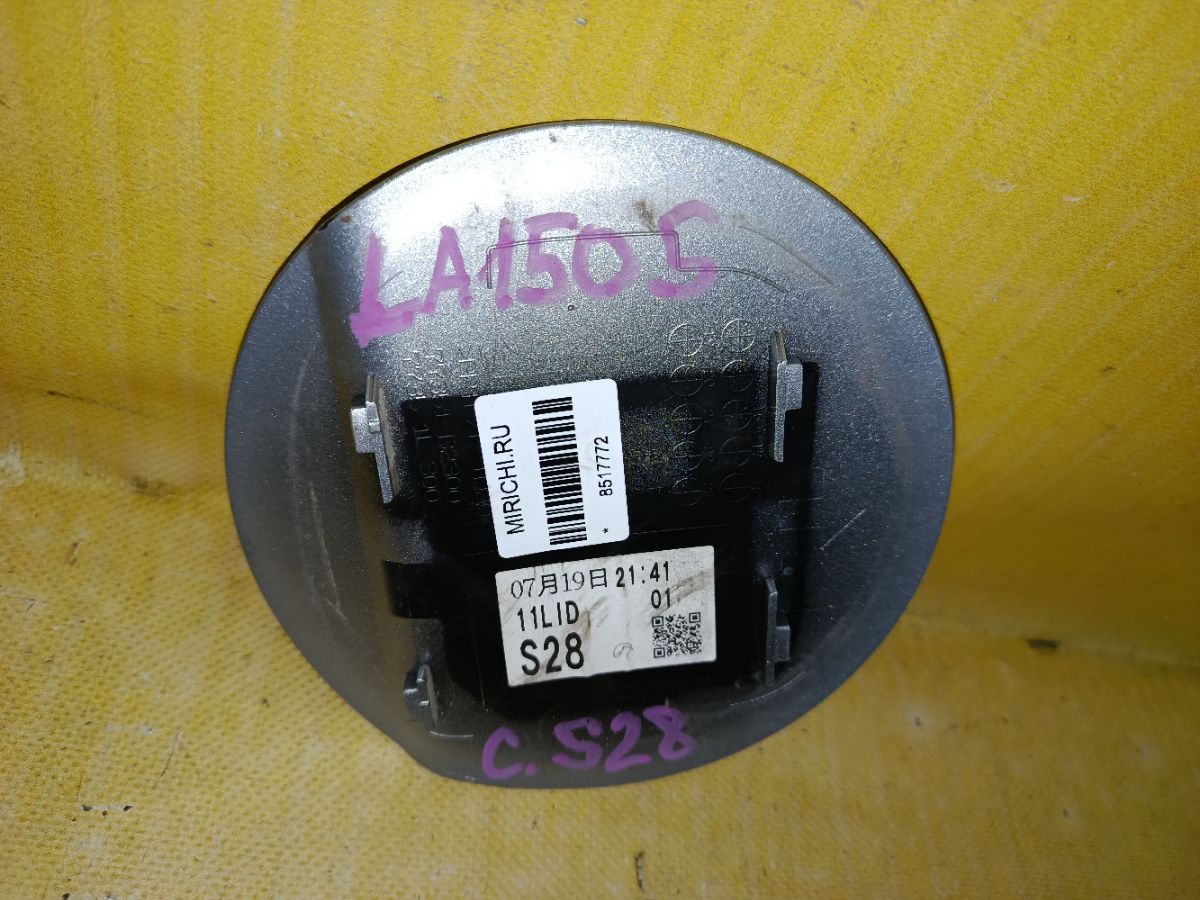 LA150S
MIRICHI.RU
8517772
*
07月19日 21:41
11LID 01
S28
C. S28